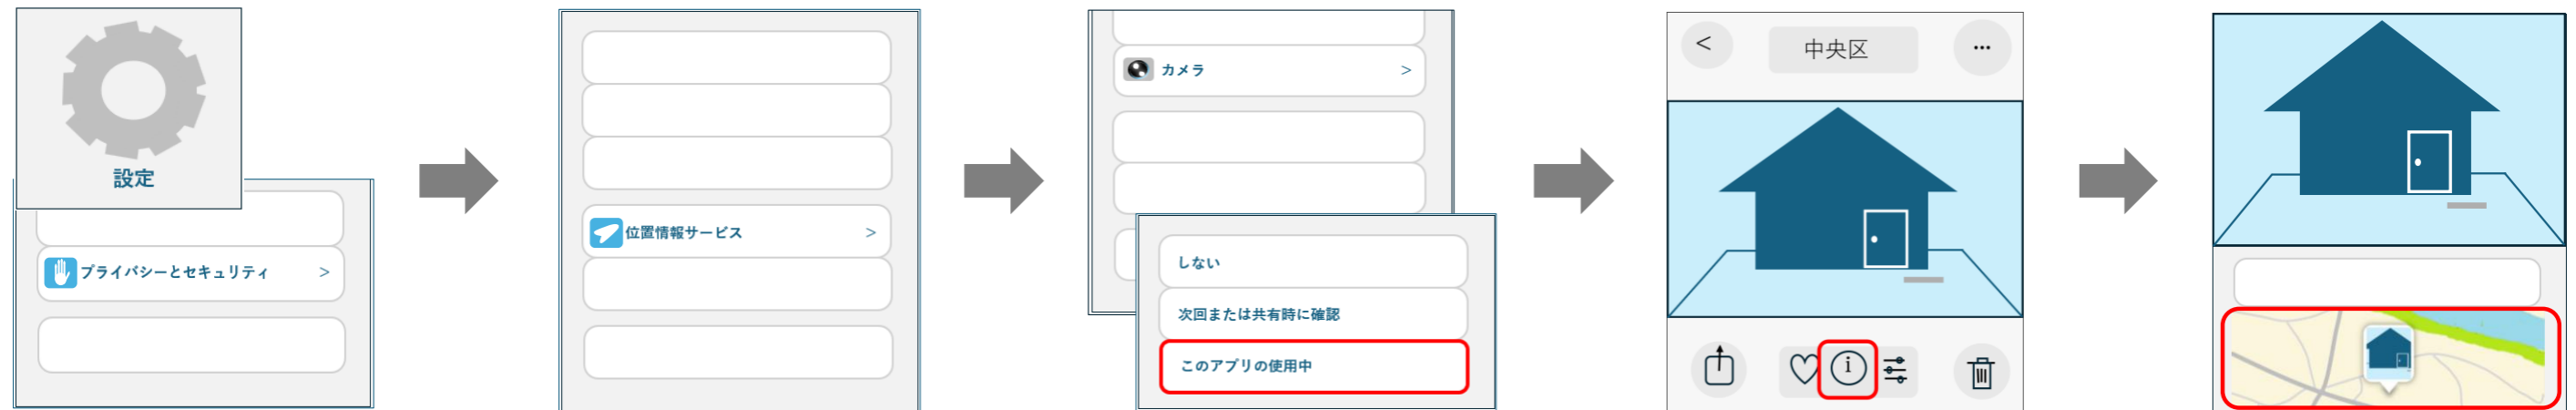 設定
プライバシーとセキュリティ >
位置情報サービス >
カメラ >
しない
次回または共有時に確認
このアプリの使用中
< 中央区 ...
i